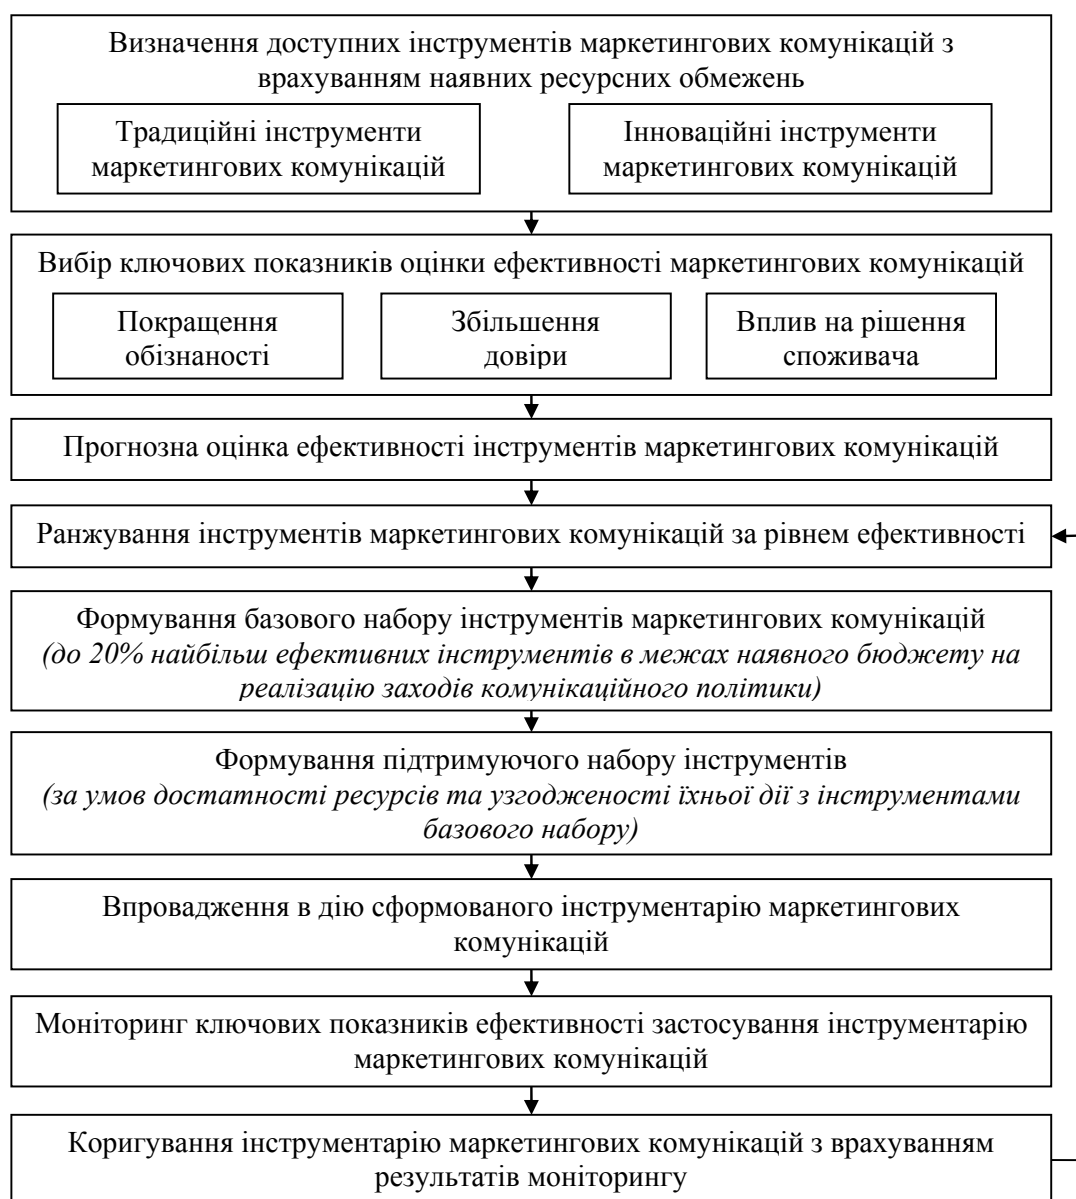 Визначення доступних інструментів маркетингових комунікацій з
врахуванням наявних ресурсних обмежень
Традиційні інструменти
маркетингових комунікацій
Інноваційні інструменти
маркетингових комунікацій
Вибір ключових показників оцінки ефективності маркетингових комунікацій
Покращення
обізнаності
Збільшення
довіри
Вплив на рішення
споживача
Прогнозна оцінка ефективності інструментів маркетингових комунікацій
Ранжування інструментів маркетингових комунікацій за рівнем ефективності
Формування базового набору інструментів маркетингових комунікацій
(до 20% найбільш ефективних інструментів в межах наявного бюджету на
реалізацію заходів комунікаційного політики)
Формування підтримуючого набору інструментів
(за умов достатності ресурсів та узгодженості їхньої дії з інструментами
базового набору)
Впровадження в дію сформованого інструментарію маркетингових
комунікацій
Моніторинг ключових показників ефективності застосування інструментарію
маркетингових комунікацій
Коригування інструментарію маркетингових комунікацій з врахуванням
результатів моніторингу